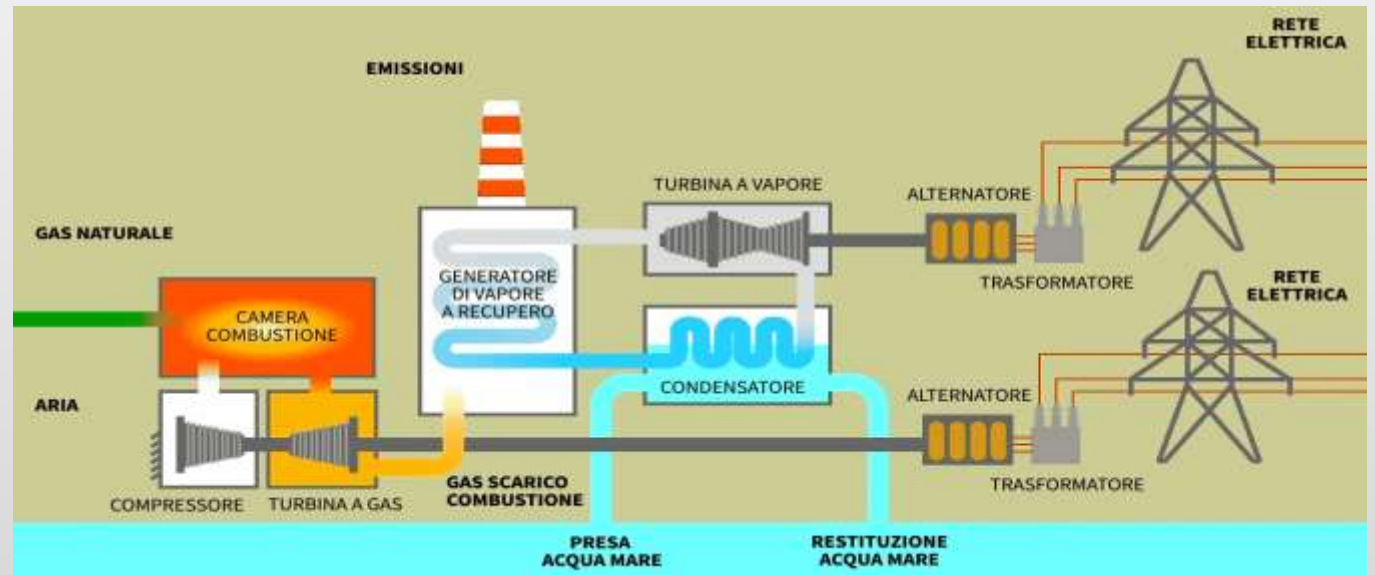 RETE
ELETTRICA
EMISSIONI
TURBINA A VAPORE
ALTERNATORE
GAS NATURALE
GENERATORE
DI VAPORE
A RECUPERO
TRASFORMATORE
RETE
ELETTRICA
CAMERA
COMBUSTIONE
CONDENSATORE
ARIA
ALTERNATORE
GAS SCARICO
COMBUSTIONE
TRASFORMATORE
COMPRESSORE
TURBINA A GAS
PRESA
ACQUA MARE
RESTITUZIONE
ACQUA MARE